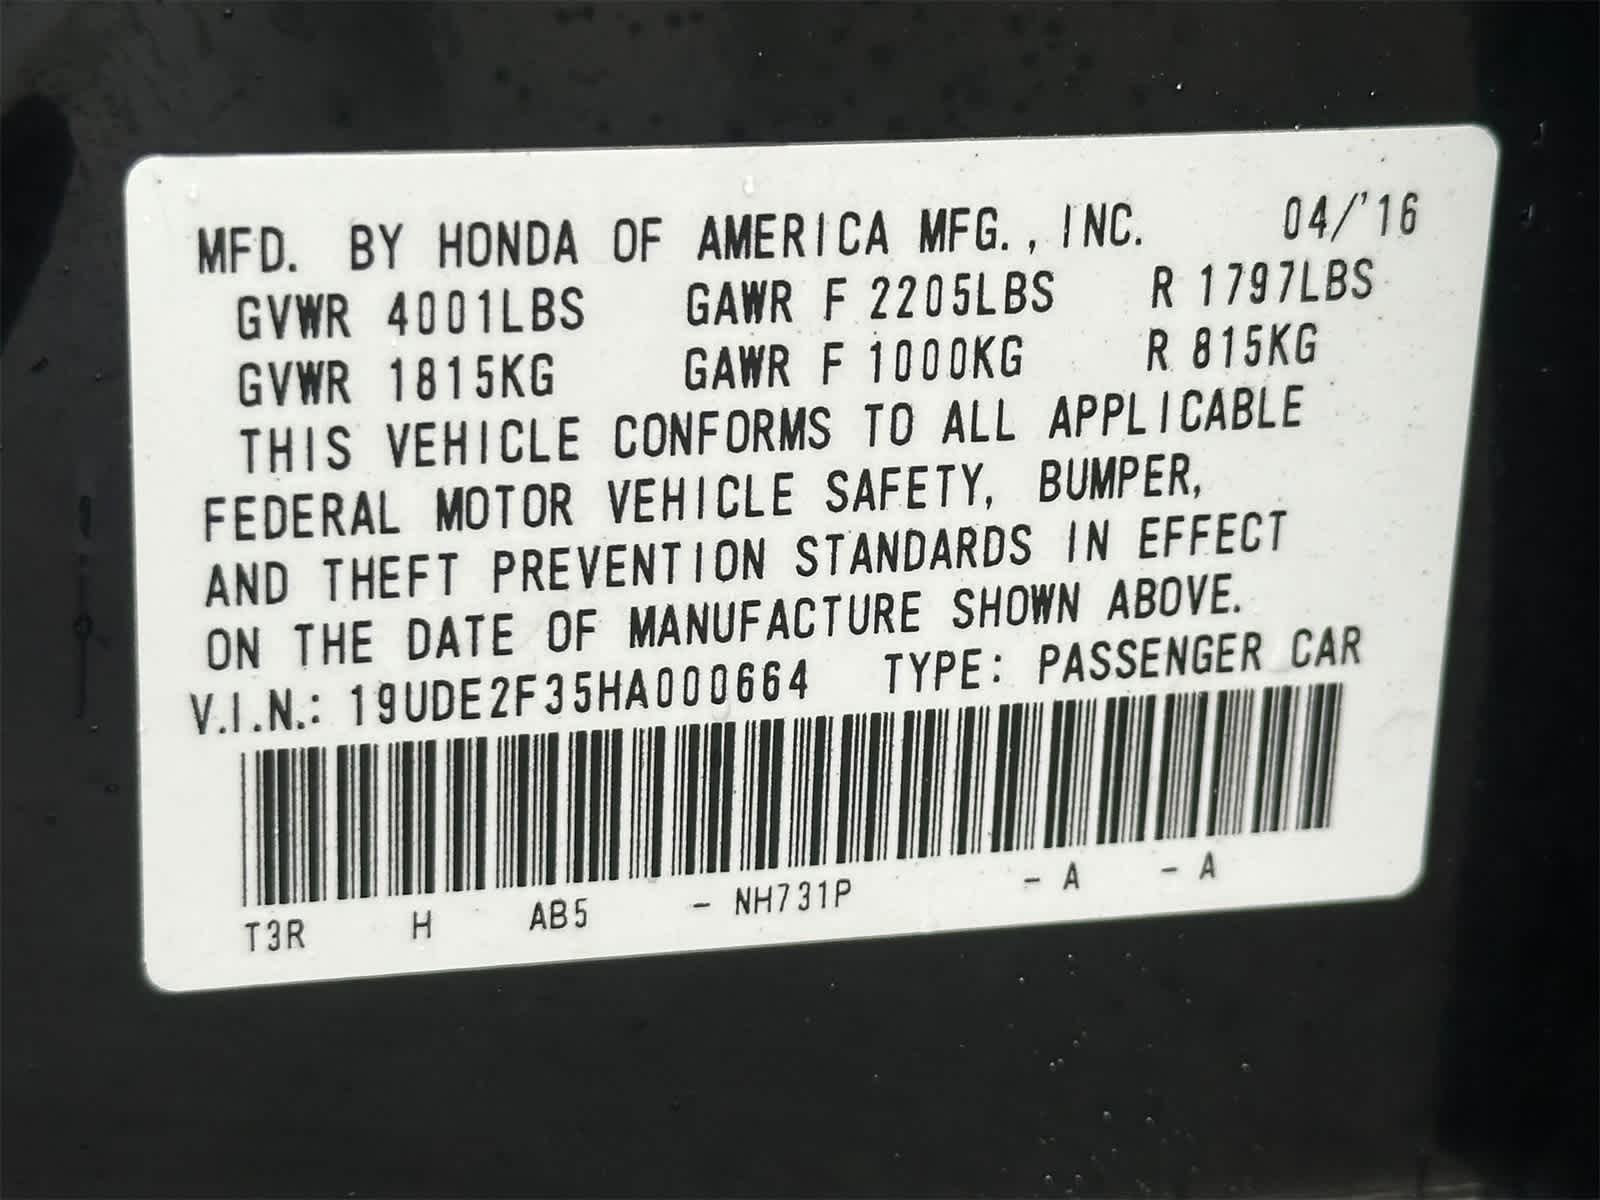 MFD. BY HONDA OF AMERICA MFG., INC. 04/'16
GVWR 4001LBS GAWR F 2205LBS R 1797LBS
GVWR 1815KG GAWR F 1000KG R 815KG
THIS VEHICLE CONFORMS TO ALL APPLICABLE
FEDERAL MOTOR VEHICLE SAFETY, BUMPER,
AND THEFT PREVENTION STANDARDS IN EFFECT
ON THE DATE OF MANUFACTURE SHOWN ABOVE.
V.I.N.: 19UDE2F35HA000664 TYPE: PASSENGER CAR
T3R H AB5 - NH731P - A - A